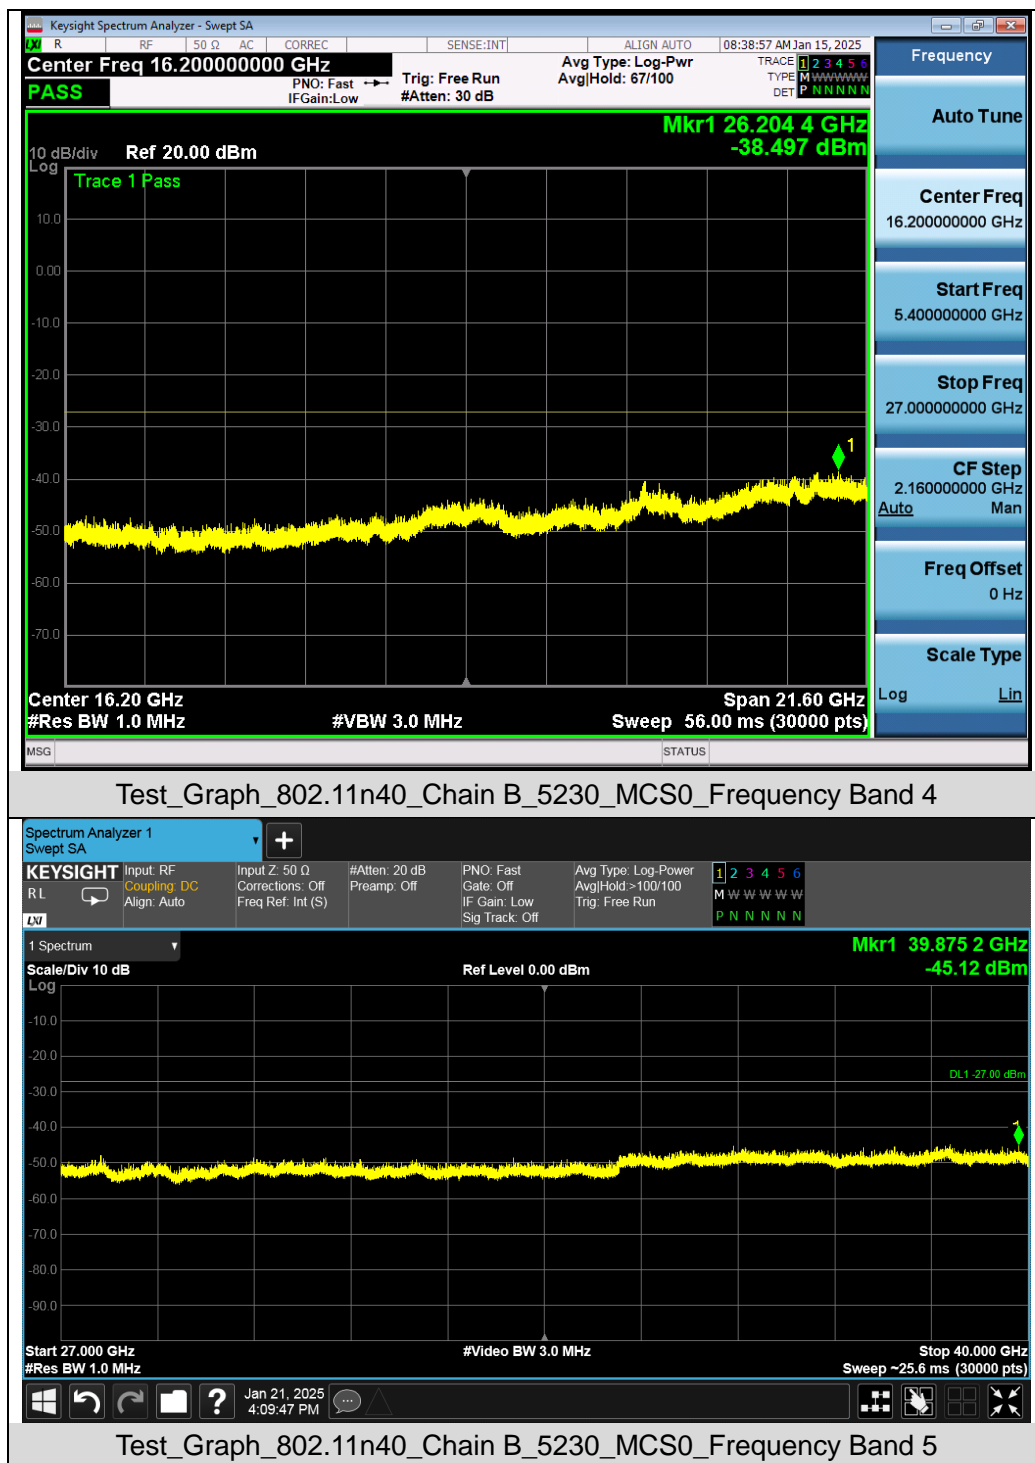 Keysight Spectrum Analyzer - Swept SA
LXI R RF 50 Ω AC CORREC SENSE:INT ALIGN AUTO 08:38:57 AM Jan 15, 2025
Center Freq 16.200000000 GHz
PNO: Fast
IFGain:Low
Trig: Free Run
#Atten: 30 dB
Avg Type: Log-Pwr
Avg|Hold: 67/100
TRACE 1 2 3 4 5 6
TYPE M WWWWW
DET P N N N N N
PASS
Mkr1 26.204 4 GHz
-38.497 dBm
10 dB/div Ref 20.00 dBm
Log
Trace 1 Pass
10.0
0.00
-10.0
-20.0
-30.0
-40.0
-50.0
-60.0
-70.0
1
Center 16.20 GHz Span 21.60 GHz
#Res BW 1.0 MHz #VBW 3.0 MHz Sweep 56.00 ms (30000 pts)
MSG STATUS
Frequency
Auto Tune
Center Freq
16.200000000 GHz
Start Freq
5.400000000 GHz
Stop Freq
27.000000000 GHz
CF Step
2.160000000 GHz
Auto Man
Freq Offset
0 Hz
Scale Type
Log Lin
Test_Graph_802.11n40_Chain B_5230_MCS0_Frequency Band 4
Spectrum Analyzer 1
Swept SA
+
KEYSIGHT
RL
LXI
Input: RF
Coupling: DC
Align: Auto
Input Z: 50 Ω
Corrections: Off
Freq Ref: Int (S)
#Atten: 20 dB
Preamp: Off
PNO: Fast
Gate: Off
IF Gain: Low
Sig Track: Off
Avg Type: Log-Power
Avg|Hold:>100/100
Trig: Free Run
1 2 3 4 5 6
M W W W W W
P N N N N N
1 Spectrum
Mkr1 39.875 2 GHz
-45.12 dBm
Scale/Div 10 dB Ref Level 0.00 dBm
Log
-10.0
-20.0
DL1 -27.00 dBm
-30.0
-40.0
1
-50.0
-60.0
-70.0
-80.0
-90.0
Start 27.000 GHz #Video BW 3.0 MHz Stop 40.000 GHz
#Res BW 1.0 MHz Sweep ~25.6 ms (30000 pts)
?
Jan 21, 2025
4:09:47 PM
Test_Graph_802.11n40_Chain B_5230_MCS0_Frequency Band 5